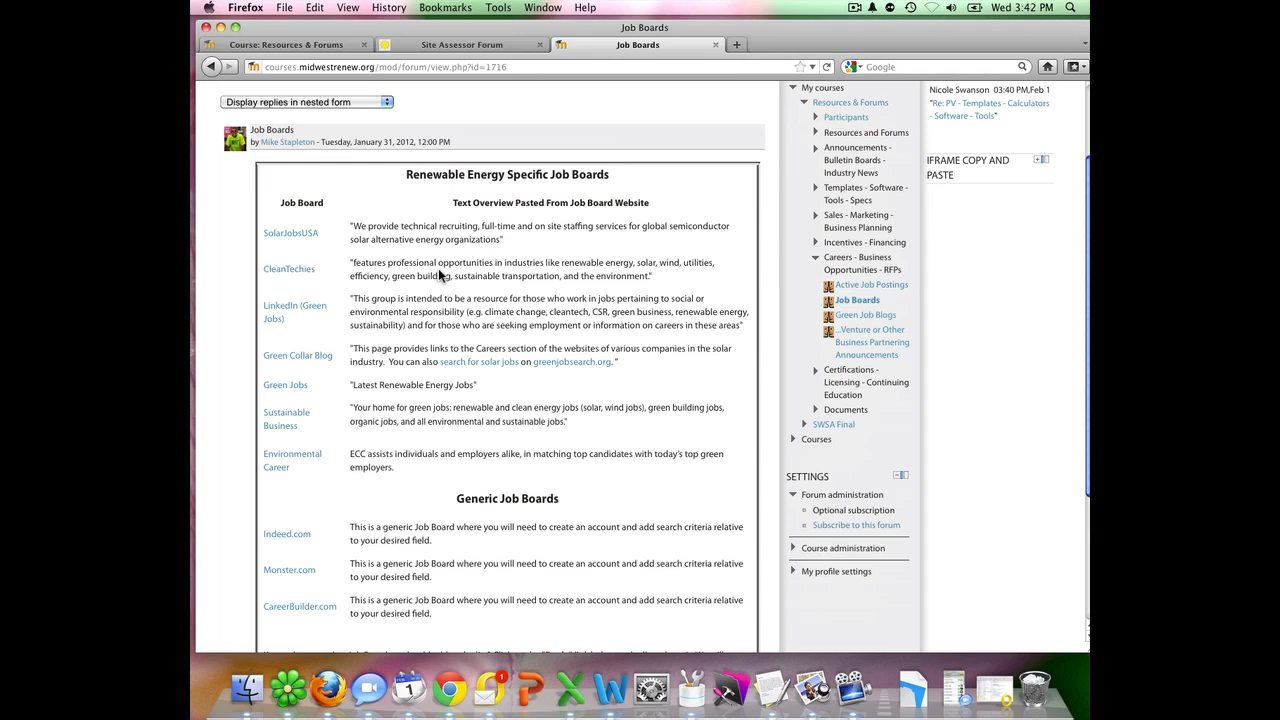 Firefox File Edit View History Bookmarks Tools Window Help Wed 3:42 PM
Job Boards
Course: Resources & Forums Site Assessor Forum Job Boards
courses.midwestrenew.org/mod/forum/view.php?id=1716 Google
Display replies in nested form
Job Boards
by Mike Stapleton - Tuesday, January 31, 2012, 12:00 PM
Renewable Energy Specific Job Boards
Job Board Text Overview Pasted From Job Board Website
SolarJobsUSA
"We provide technical recruiting, full-time and on site staffing services for global semiconductor
solar alternative energy organizations"
CleanTechies
"features professional opportunities in industries like renewable energy, solar, wind, utilities,
efficiency, green building, sustainable transportation, and the environment."
LinkedIn (Green
Jobs)
"This group is intended to be a resource for those who work in jobs pertaining to social or
environmental responsibility (e.g. climate change, cleantech, CSR, green business, renewable energy,
sustainability) and for those who are seeking employment or information on careers in these areas"
Green Collar Blog
"This page provides links to the Careers section of the websites of various companies in the solar
industry. You can also search for solar jobs on greenjobsearch.org. "
Green Jobs
"Latest Renewable Energy Jobs"
Sustainable
Business
"Your home for green jobs: renewable and clean energy jobs (solar, wind jobs), green building jobs,
organic jobs, and all environmental and sustainable jobs."
Environmental
Career
ECC assists individuals and employers alike, in matching top candidates with today's top green
employers.
Generic Job Boards
Indeed.com
This is a generic Job Board where you will need to create an account and add search criteria relative
to your desired field.
Monster.com
This is a generic Job Board where you will need to create an account and add search criteria relative
to your desired field.
CareerBuilder.com
This is a generic Job Board where you will need to create an account and add search criteria relative
to your desired field.
My courses
Resources & Forums
Participants
Resources and Forums
Announcements -
Bulletin Boards -
Industry News
Templates - Software -
Tools - Specs
Sales - Marketing -
Business Planning
Incentives - Financing
Careers - Business
Opportunities - RFPs
Active Job Postings
Job Boards
Green Job Blogs
...Venture or Other
Business Partnering
Announcements
Certifications -
Licensing - Continuing
Education
Documents
SWSA Final
Courses
SETTINGS
Forum administration
Optional subscription
Subscribe to this forum
Course administration
My profile settings
Nicole Swanson 03:40 PM,Feb 1
"Re: PV - Templates - Calculators
- Software - Tools"
IFRAME COPY AND
PASTE
1
1